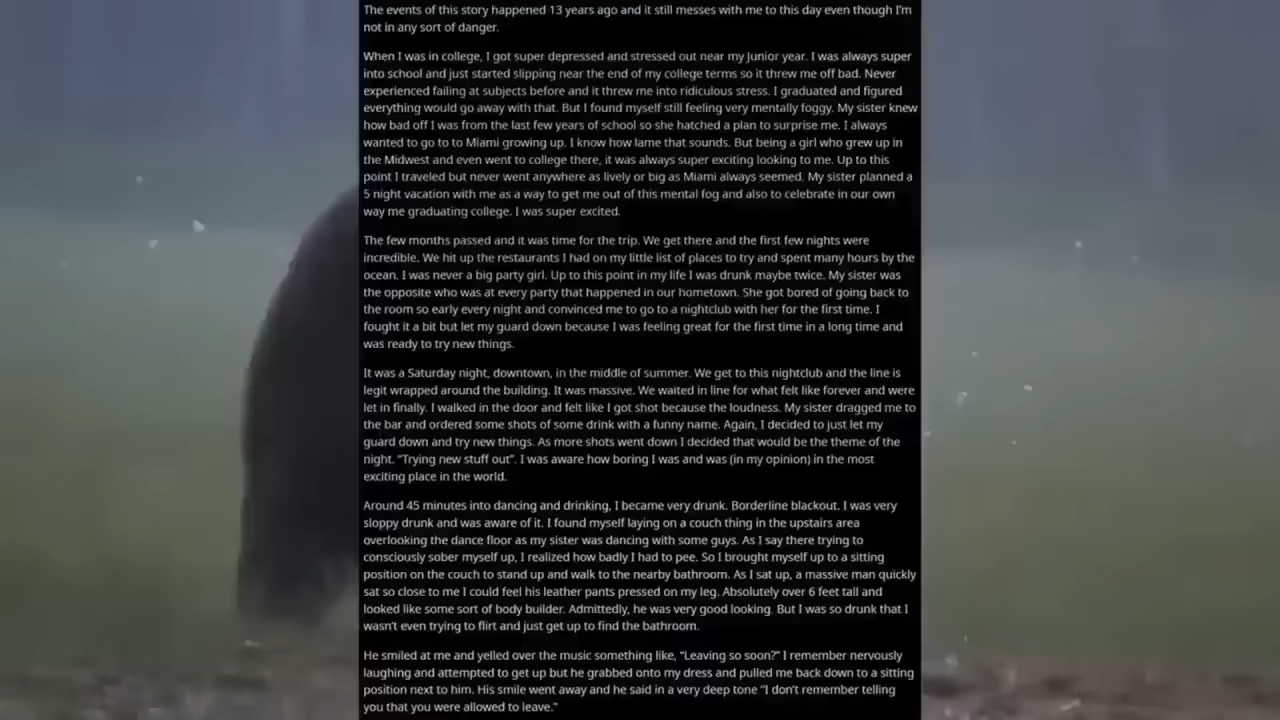 The events of this story happened 13 years ago and it still messes with me to this day even though I'm
not in any sort of danger.
When I was in college, I got super depressed and stressed out near my Junior year. I was always super
into school and just started slipping near the end of my college terms so it threw me off bad. Never
experienced failing at subjects before and it threw me into ridiculous stress. I graduated and figured
everything would go away with that. But I found myself still feeling very mentally foggy. My sister knew
how bad off I was from the last few years of school so she hatched a plan to surprise me. I always
wanted to go to to Miami growing up. I know how lame that sounds. But being a girl who grew up in
the Midwest and even went to college there, it was always super exciting looking to me. Up to this
point I traveled but never went anywhere as lively or big as Miami always seemed. My sister planned a
5 night vacation with me as a way to get me out of this mental fog and also to celebrate in our own
way me graduating college. I was super excited.
The few months passed and it was time for the trip. We get there and the first few nights were
incredible. We hit up the restaurants I had on my little list of places to try and spent many hours by the
ocean. I was never a big party girl. Up to this point in my life I was drunk maybe twice. My sister was
the opposite who was at every party that happened in our hometown. She got bored of going back to
the room so early every night and convinced me to go to a nightclub with her for the first time. I
fought it a bit but let my guard down because I was feeling great for the first time in a long time and
was ready to try new things.
It was a Saturday night, downtown, in the middle of summer. We get to this nightclub and the line is
legit wrapped around the building. It was massive. We waited in line for what felt like forever and were
let in finally. I walked in the door and felt like I got shot because the loudness. My sister dragged me to
the bar and ordered some shots of some drink with a funny name. Again, I decided to just let my
guard down and try new things. As more shots went down I decided that would be the theme of the
night. "Trying new stuff out". I was aware how boring I was and was (in my opinion) in the most
exciting place in the world.
Around 45 minutes into dancing and drinking, I became very drunk. Borderline blackout. I was very
sloppy drunk and was aware of it. I found myself laying on a couch thing in the upstairs area
overlooking the dance floor as my sister was dancing with some guys. As I say there trying to
consciously sober myself up, I realized how badly I had to pee. So I brought myself up to a sitting
position on the couch to stand up and walk to the nearby bathroom. As I sat up, a massive man quickly
sat so close to me I could feel his leather pants pressed on my leg. Absolutely over 6 feet tall and
looked like some sort of body builder. Admittedly, he was very good looking. But I was so drunk that I
wasn't even trying to flirt and just get up to find the bathroom.
He smiled at me and yelled over the music something like, "Leaving so soon?" I remember nervously
laughing and attempted to get up but he grabbed onto my dress and pulled me back down to a sitting
position next to him. His smile went away and he said in a very deep tone "I don't remember telling
you that you were allowed to leave."